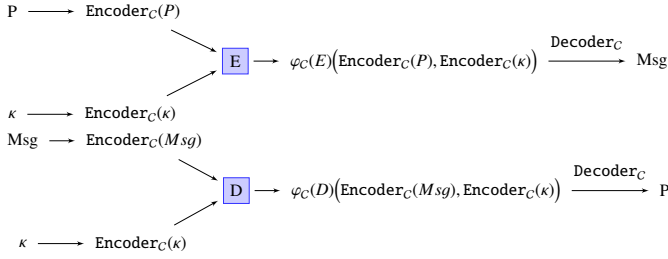 P → Encoder_C(P)
E → φ_C(E)(Encoder_C(P), Encoder_C(κ)) Decoder_C → Msg
κ → Encoder_C(κ)
Msg → Encoder_C(Msg)
D → φ_C(D)(Encoder_C(Msg), Encoder_C(κ)) Decoder_C → P
κ → Encoder_C(κ)